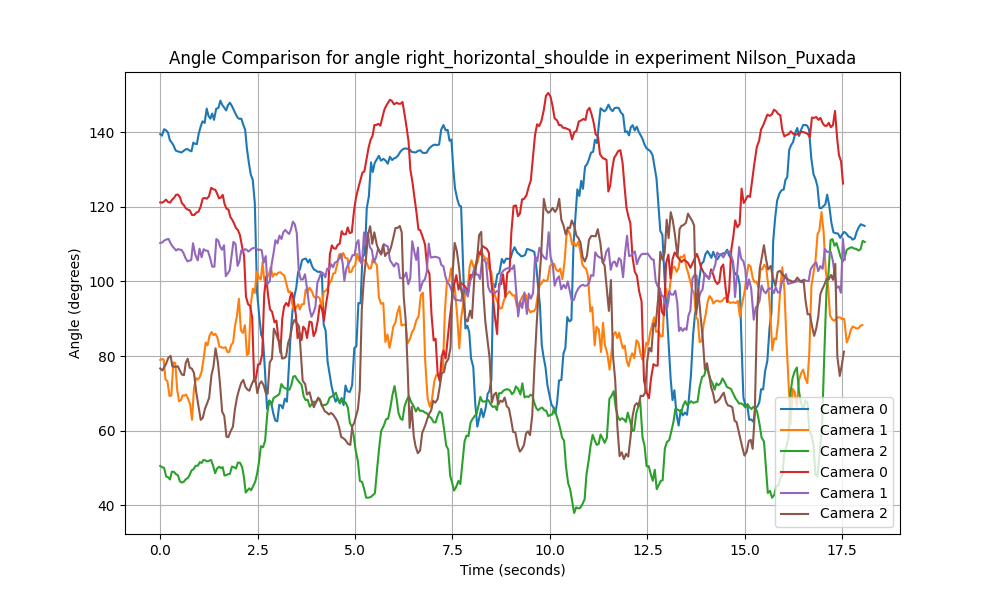 Angle Comparison for angle right_horizontal_shoulde in experiment Nilson_Puxada
Angle (degrees)
140
120
100
80
60
40
Camera 0
Camera 1
Camera 2
Camera 0
Camera 1
Camera 2
0.0 2.5 5.0 7.5 10.0 12.5 15.0 17.5
Time (seconds)